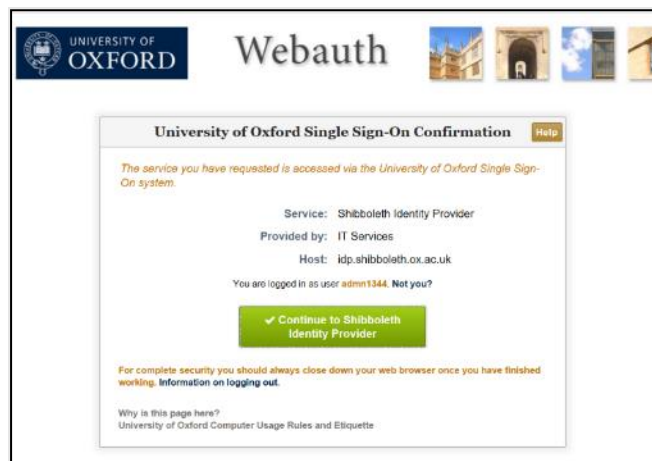 UNIVERSITY OF
OXFORD
Webauth
University of Oxford Single Sign-On Confirmation
Help
The service you have requested is accessed via the University of Oxford Single Sign-
On system.
Service: Shibboleth Identity Provider
Provided by: IT Services
Host: idp.shibboleth.ox.ac.uk
You are logged in as user admn1344. Not you?
✓ Continue to Shibboleth
Identity Provider
For complete security you should always close down your web browser once you have finished
working. Information on logging out.
Why is this page here?
University of Oxford Computer Usage Rules and Etiquette